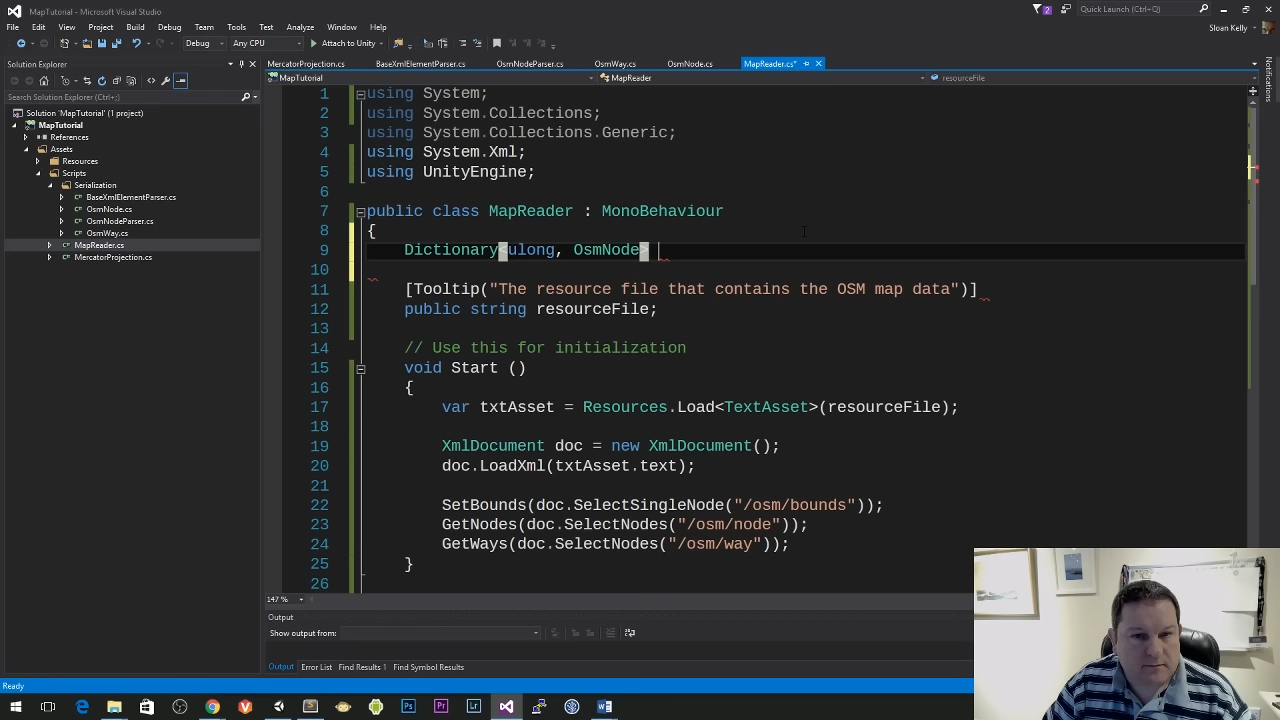 MapTutorial - Microsoft Visual Studio
2
Quick Launch (Ctrl+Q)
File Edit View Project Build Debug Team Tools Test Analyze Window Help
Sloan Kelly
Debug Any CPU Attach to Unity
Solution Explorer
MercatorProjection.cs BaseXmlElementParser.cs OsmNodeParser.cs OsmWay.cs OsmNode.cs MapReader.cs*
MapTutorial MapReader resourceFile
Notifications
Search Solution Explorer (Ctrl+;)
Solution 'MapTutorial' (1 project)
MapTutorial
References
Assets
Resources
Scripts
Serialization
BaseXmlElementParser.cs
OsmNode.cs
OsmNodeParser.cs
OsmWay.cs
MapReader.cs
MercatorProjection.cs
1 using System;
2 using System.Collections;
3 using System.Collections.Generic;
4 using System.Xml;
5 using UnityEngine;
6
7 public class MapReader : MonoBehaviour
8 {
9 Dictionary<ulong, OsmNode>
10
11 [Tooltip("The resource file that contains the OSM map data")]
12 public string resourceFile;
13
14 // Use this for initialization
15 void Start ()
16 {
17 var txtAsset = Resources.Load<TextAsset>(resourceFile);
18
19 XmlDocument doc = new XmlDocument();
20 doc.LoadXml(txtAsset.text);
21
22 SetBounds(doc.SelectSingleNode("/osm/bounds"));
23 GetNodes(doc.SelectNodes("/osm/node"));
24 GetWays(doc.SelectNodes("/osm/way"));
25 }
26
147 %
Output
Show output from:
Output Error List Find Results 1 Find Symbol Results
Ready